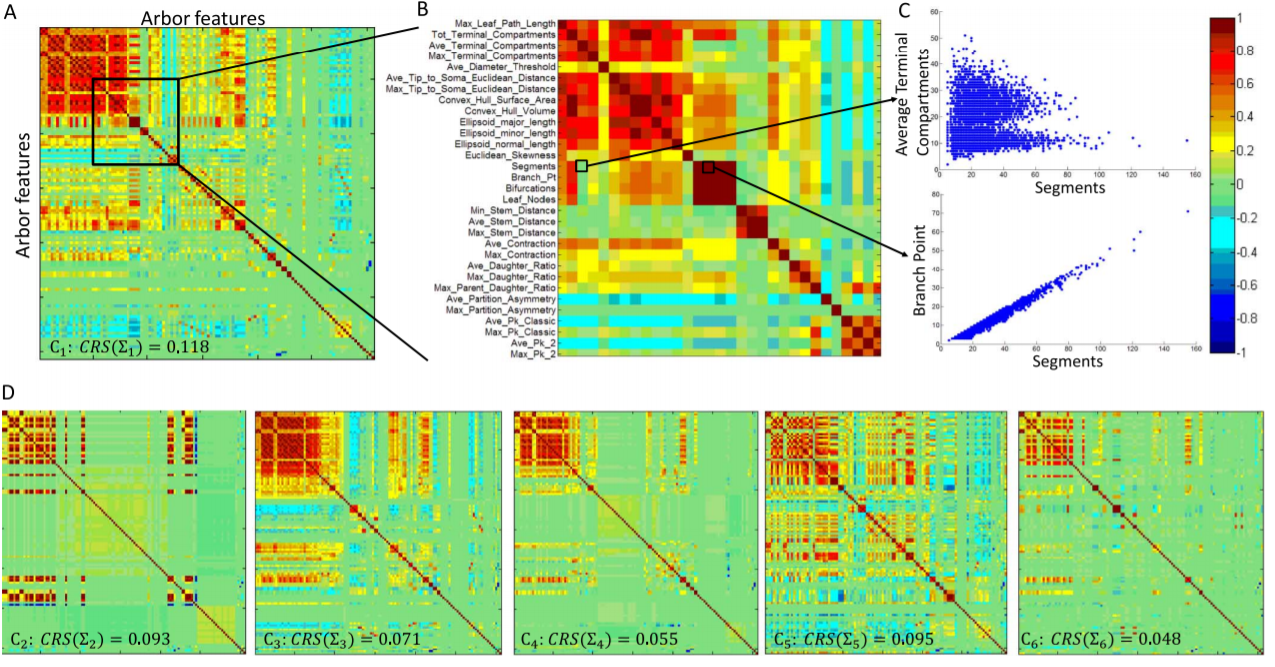 A
Arbor features
Arbor features
C₁: CRS(Σ₁) = 0.118
B
Max_Leaf_Path_Length
Tot_Terminal_Compartments
Ave_Terminal_Compartments
Max_Terminal_Compartments
Ave_Diameter_Threshold
Ave_Tip_to_Soma_Euclidean_Distance
Max_Tip_to_Soma_Euclidean_Distance
Convex_Hull_Surface_Area
Convex_Hull_Volume
Ellipsoid_major_length
Ellipsoid_minor_length
Ellipsoid_normal_length
Euclidean_Skewness
Segments
Branch_Pt
Bifurcations
Leaf_Nodes
Min_Stem_Distance
Ave_Stem_Distance
Max_Stem_Distance
Ave_Contraction
Max_Contraction
Ave_Daughter_Ratio
Max_Daughter_Ratio
Max_Parent_Daughter_Ratio
Ave_Partition_Asymmetry
Max_Partition_Asymmetry
Ave_Pk_Classic
Max_Pk_Classic
Ave_Pk_2
Max_Pk_2
C
Average Terminal
Compartments
60
50
40
30
20
10
0
0 20 40 60 80 100 120 140 160
Segments
Branch Point
80
70
60
50
40
30
20
10
0
0 20 40 60 80 100 120 140 160
Segments
1
0.8
0.6
0.4
0.2
0
-0.2
-0.4
-0.6
-0.8
-1
D
C₂: CRS(Σ₂) = 0.093
C₃: CRS(Σ₃) = 0.071
C₄: CRS(Σ₄) = 0.055
C₅: CRS(Σ₅) = 0.095
C₆: CRS(Σ₆) = 0.048